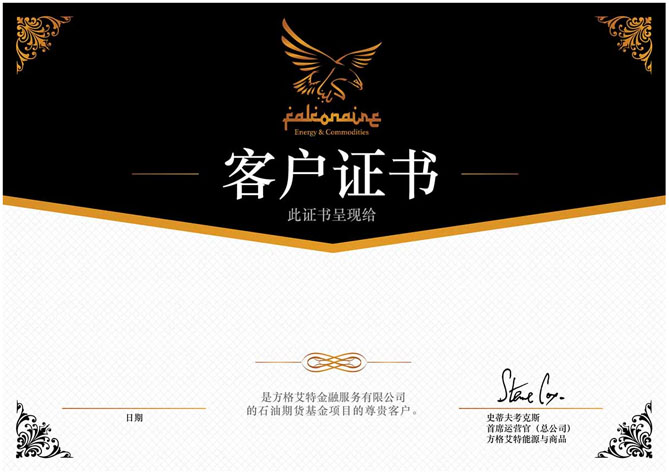 falconaire
Energy & Commodities
客户证书
此证书呈现给
是方格艾特金融服务有限公司
的石油期货基金项目的尊贵客户。
日期
Steve Cox
史蒂夫考克斯
首席运营官（总公司）
方格艾特能源与商品